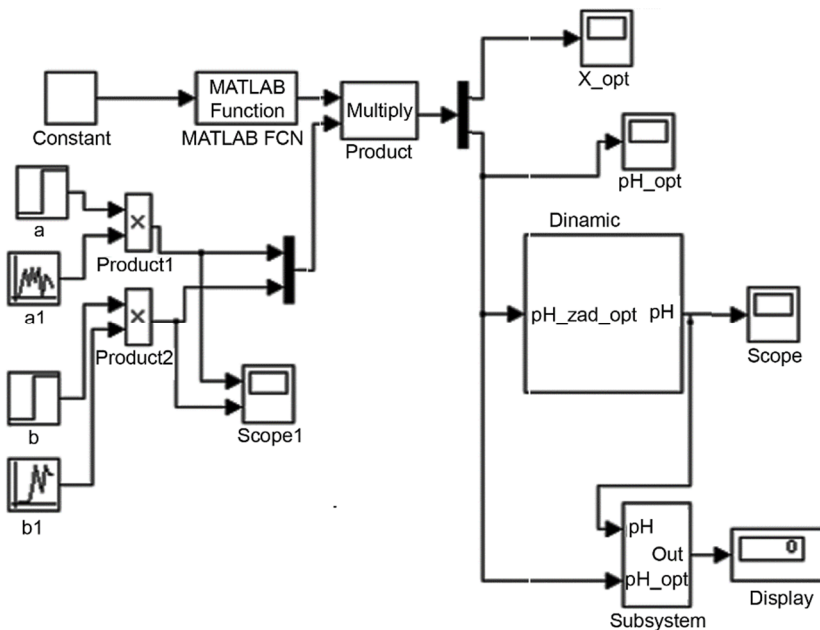 X_opt
MATLAB
Function
Constant
MATLAB FCN
Multiply
Product
pH_opt
a
×
Product1
Dinamic
a1
×
Product2
pH_zad_opt
pH
Scope
b
Scope1
b1
pH
Out
pH_opt
Subsystem
0
Display